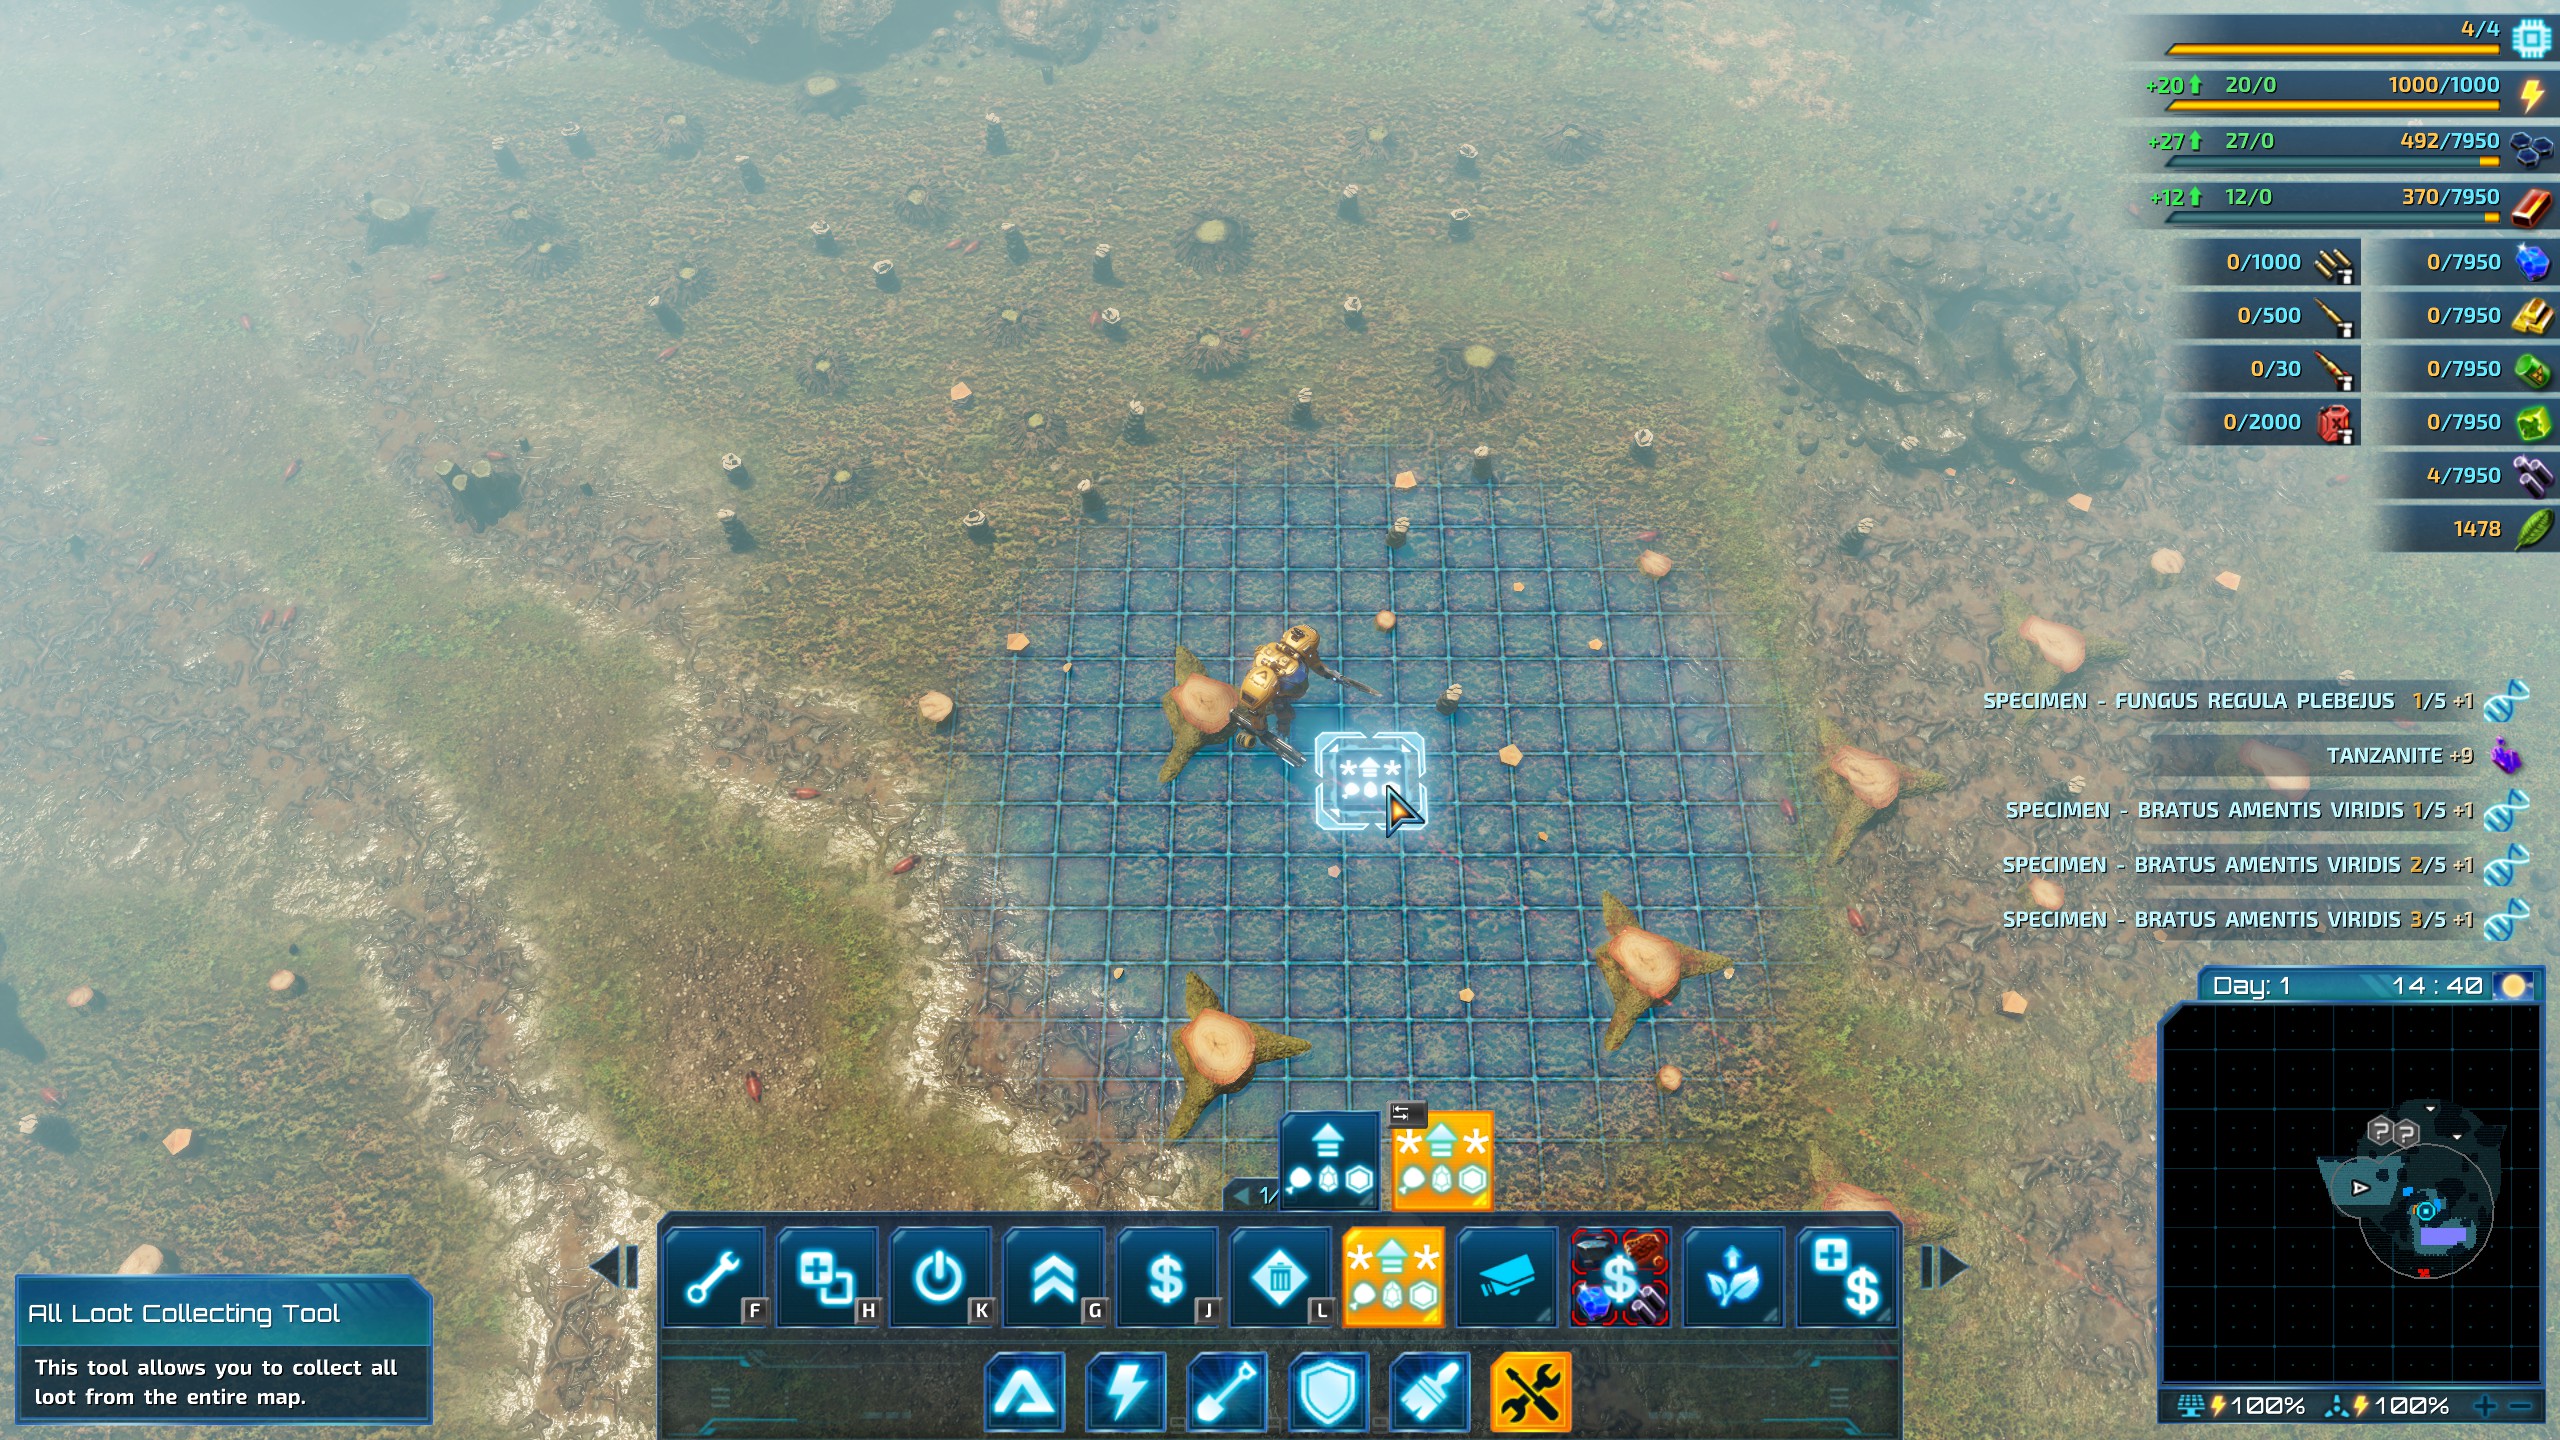 4/4
+20 20/0 1000/1000
+27 27/0 492/7950
+12 12/0 370/7950
0/1000 0/7950
0/500 0/7950
0/30 0/7950
0/2000 0/7950
4/7950
1478
SPECIMEN - FUNGUS REGULA PLEBEJUS 1/5 +1
TANZANITE +9
SPECIMEN - BRATUS AMENTIS VIRIDIS 1/5 +1
SPECIMEN - BRATUS AMENTIS VIRIDIS 2/5 +1
SPECIMEN - BRATUS AMENTIS VIRIDIS 3/5 +1
Day: 1 14:40
? ?
1/
F H K G $ J L $ $
All Loot Collecting Tool
This tool allows you to collect all
loot from the entire map.
100% 100%